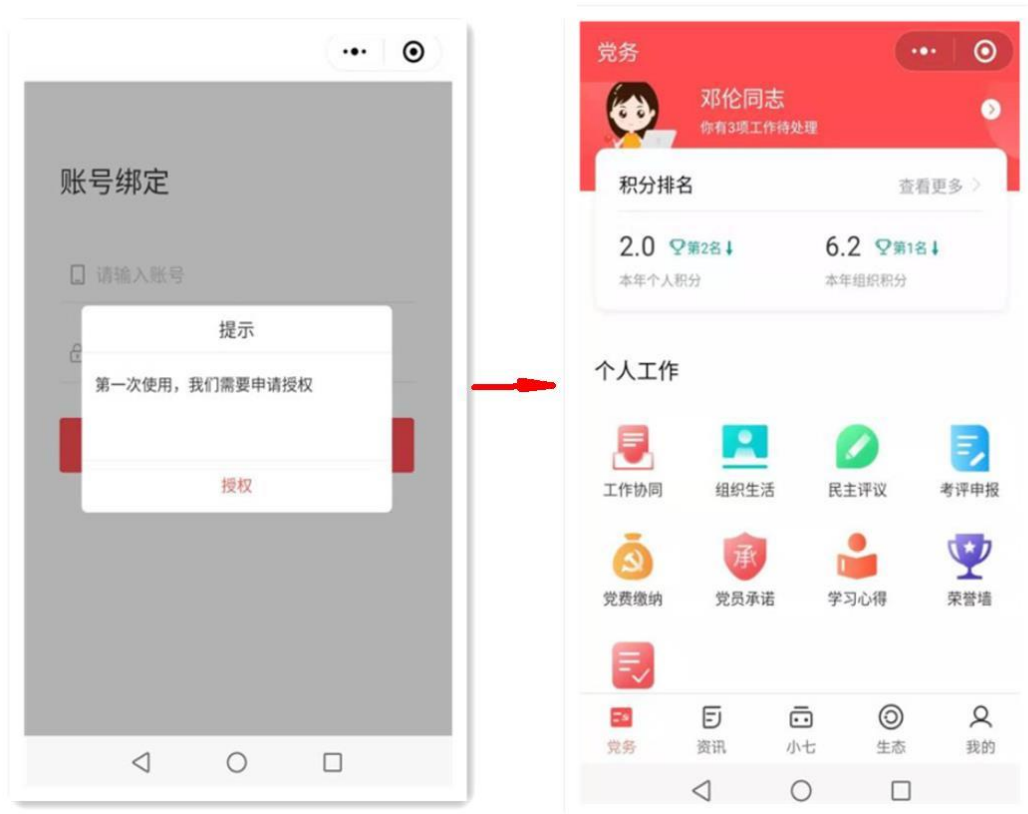 账号绑定
请输入账号
提示
第一次使用，我们需要申请授权
授权
党务
邓伦同志
你有3项工作待处理
积分排名
查看更多
2.0 第2名
6.2 第1名
本年个人积分
本年组织积分
个人工作
工作协同
组织生活
民主评议
考评申报
承
党费缴纳
党员承诺
学习心得
荣誉墙
党务
资讯
小七
生态
我的